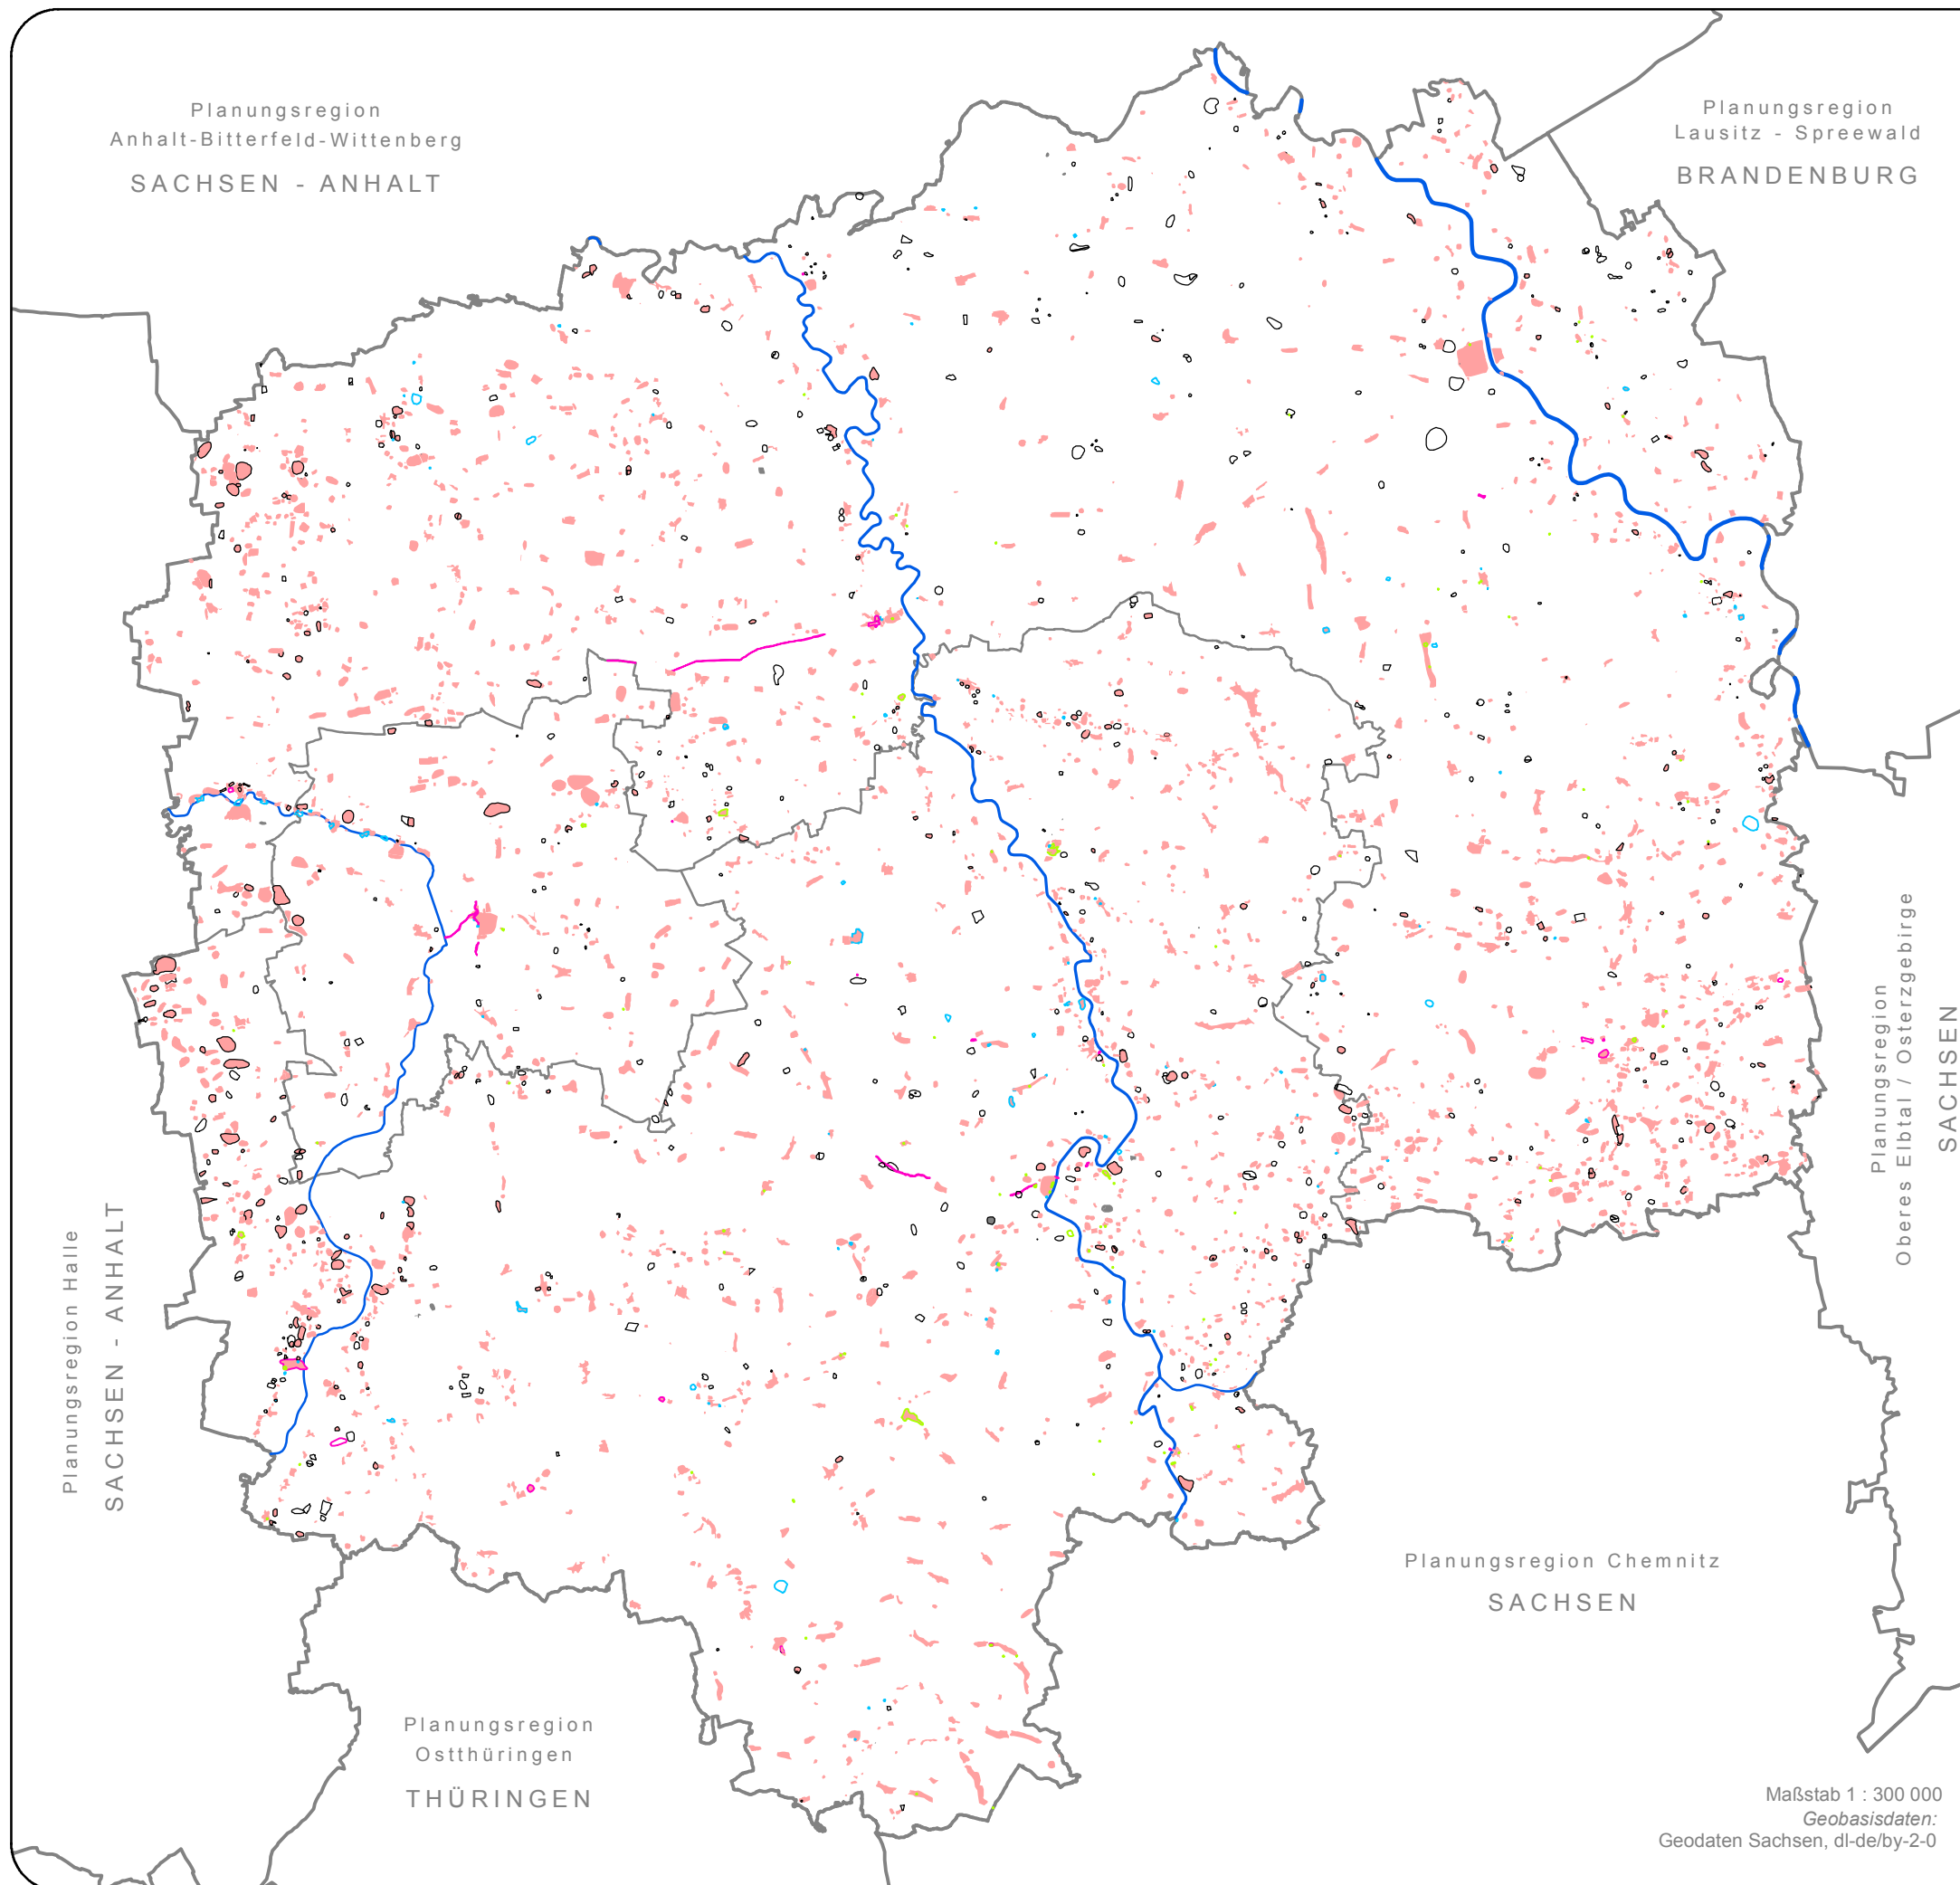 Planungsregion
Anhalt-Bitterfeld-Wittenberg
SACHSEN - ANHALT
Planungsregion
Lausitz - Spreewald
BRANDENBURG
Planungsregion
Oberes Elbtal / Osterzgebirge
SACHSEN
Planungsregion Halle
SACHSEN - ANHALT
Planungsregion Chemnitz
SACHSEN
Planungsregion
Ostthüringen
THÜRINGEN
Maßstab 1 : 300 000
Geobasisdaten:
Geodaten Sachsen, dl-de/by-2-0